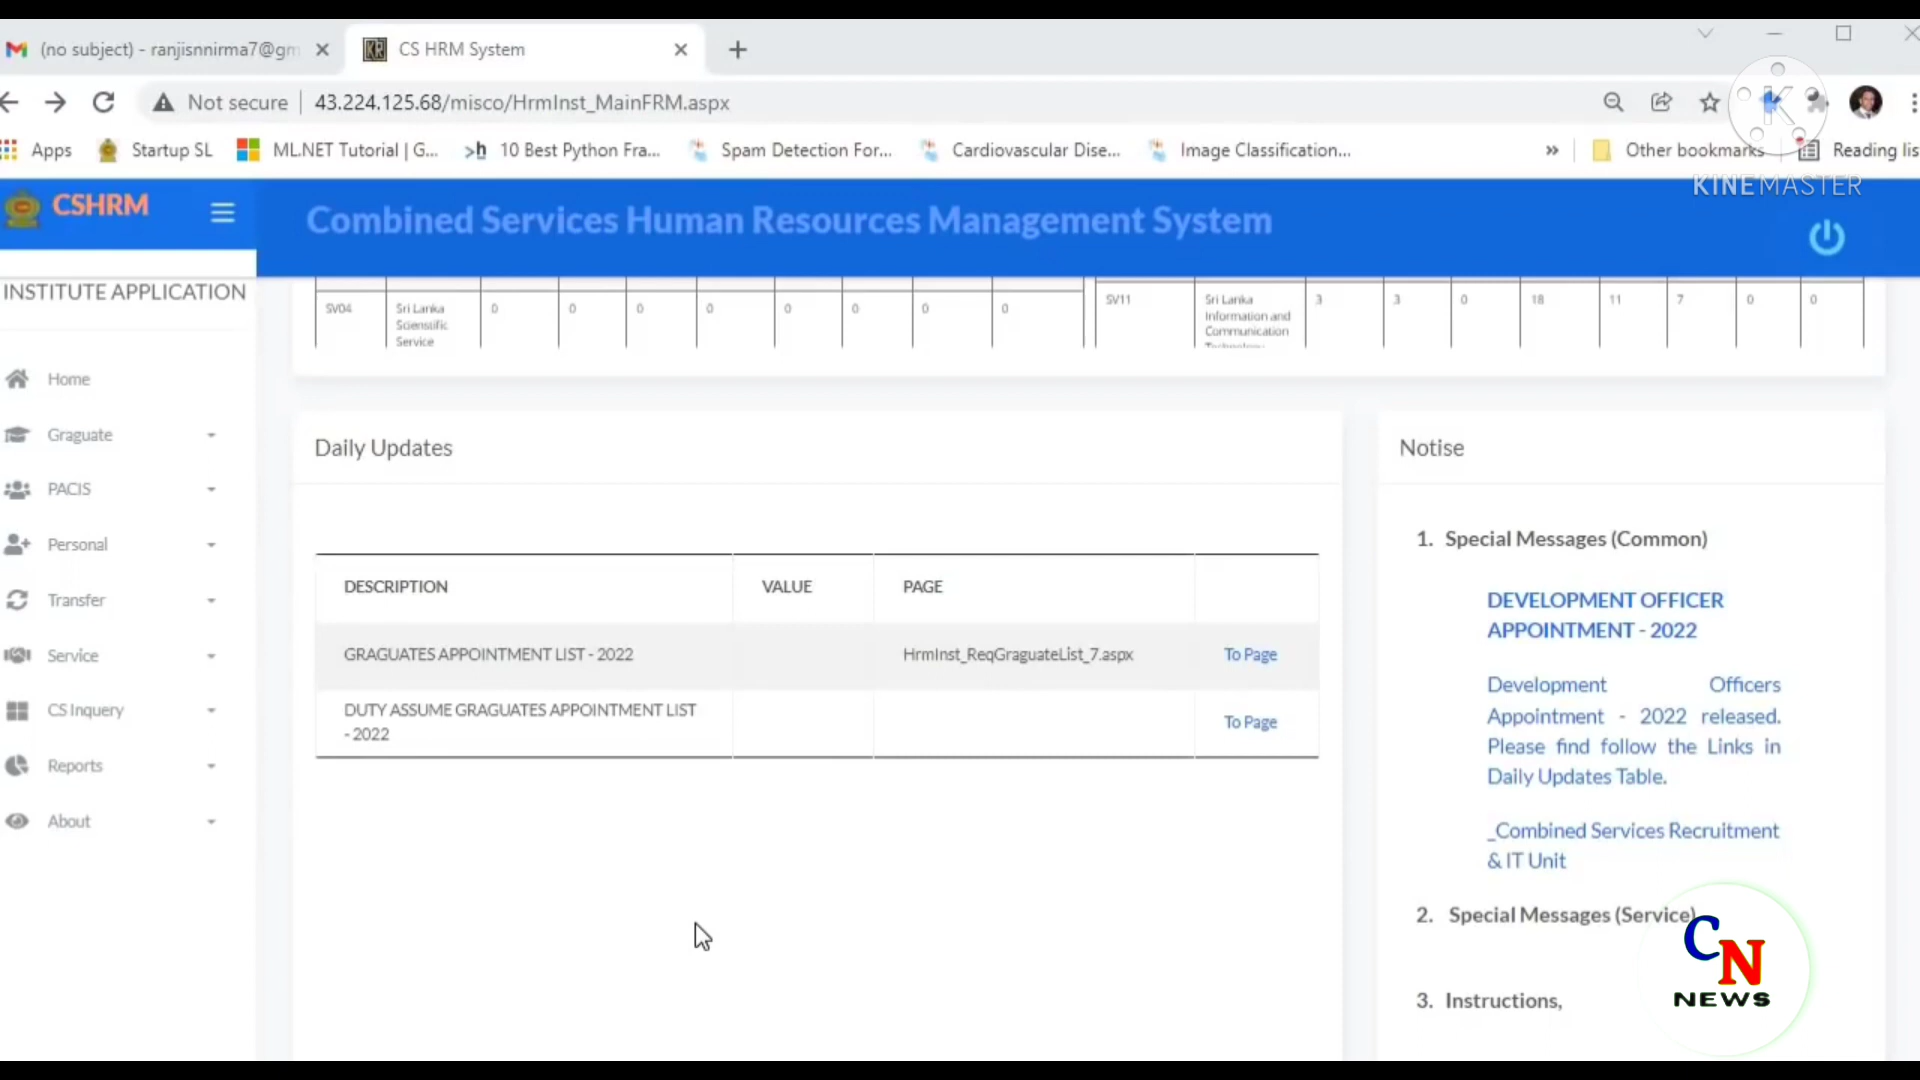 (no subject) - ranjisnnirma7@gm
CS HRM System
Not secure
43.224.125.68/misco/HrmInst_MainFRM.aspx
Apps
Startup SL
ML.NET Tutorial | G...
>h 10 Best Python Fra...
Spam Detection For...
Cardiovascular Dise...
Image Classification...
»
Other bookmarks
Reading lis
KINEMASTER
CSHRM
Combined Services Human Resources Management System
INSTITUTE APPLICATION
Home
Graguate
PACIS
Personal
Transfer
Service
CS Inquery
Reports
About
SV04 Sri Lanka Scienstific Service 0 0 0 0 0 0 0 0
SV11 Sri Lanka Information and Communication 3 3 0 18 11 7 0 0
Daily Updates
DESCRIPTION VALUE PAGE
GRAGUATES APPOINTMENT LIST - 2022 HrmInst_ReqGraguateList_7.aspx To Page
DUTY ASSUME GRAGUATES APPOINTMENT LIST
- 2022
To Page
Notise
1. Special Messages (Common)
DEVELOPMENT OFFICER
APPOINTMENT - 2022
Development Officers
Appointment - 2022 released.
Please find follow the Links in
Daily Updates Table.
_Combined Services Recruitment
& IT Unit
2. Special Messages (Service)
3. Instructions,
CN
NEWS